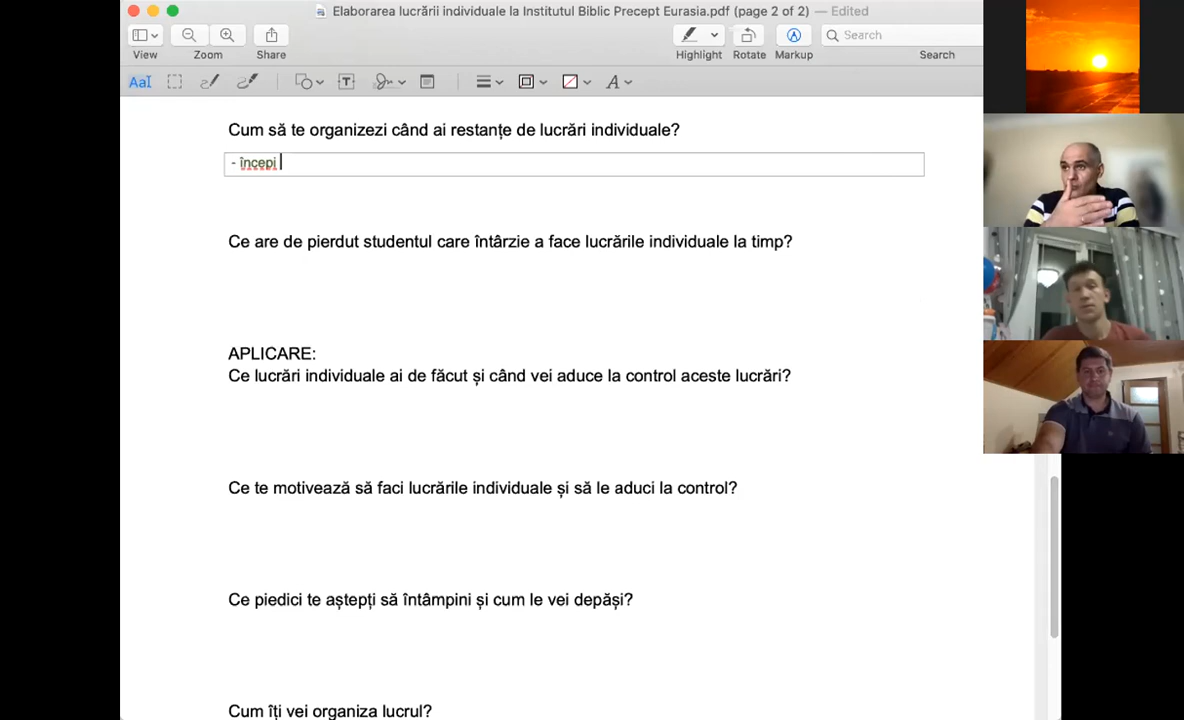 Elaborarea lucrării individuale la Institutul Biblic Precept Eurasia.pdf (page 2 of 2) — Edited
View
Zoom
Share
Highlight
Rotate
Markup
Search
Search
AaI
T
A
Cum să te organizezi când ai restanțe de lucrări individuale?
- începi
Ce are de pierdut studentul care întârzie a face lucrările individuale la timp?
APLICARE:
Ce lucrări individuale ai de făcut și când vei aduce la control aceste lucrări?
Ce te motivează să faci lucrările individuale și să le aduci la control?
Ce piedici te aștepți să întâmpini și cum le vei depăși?
Cum îți vei organiza lucrul?